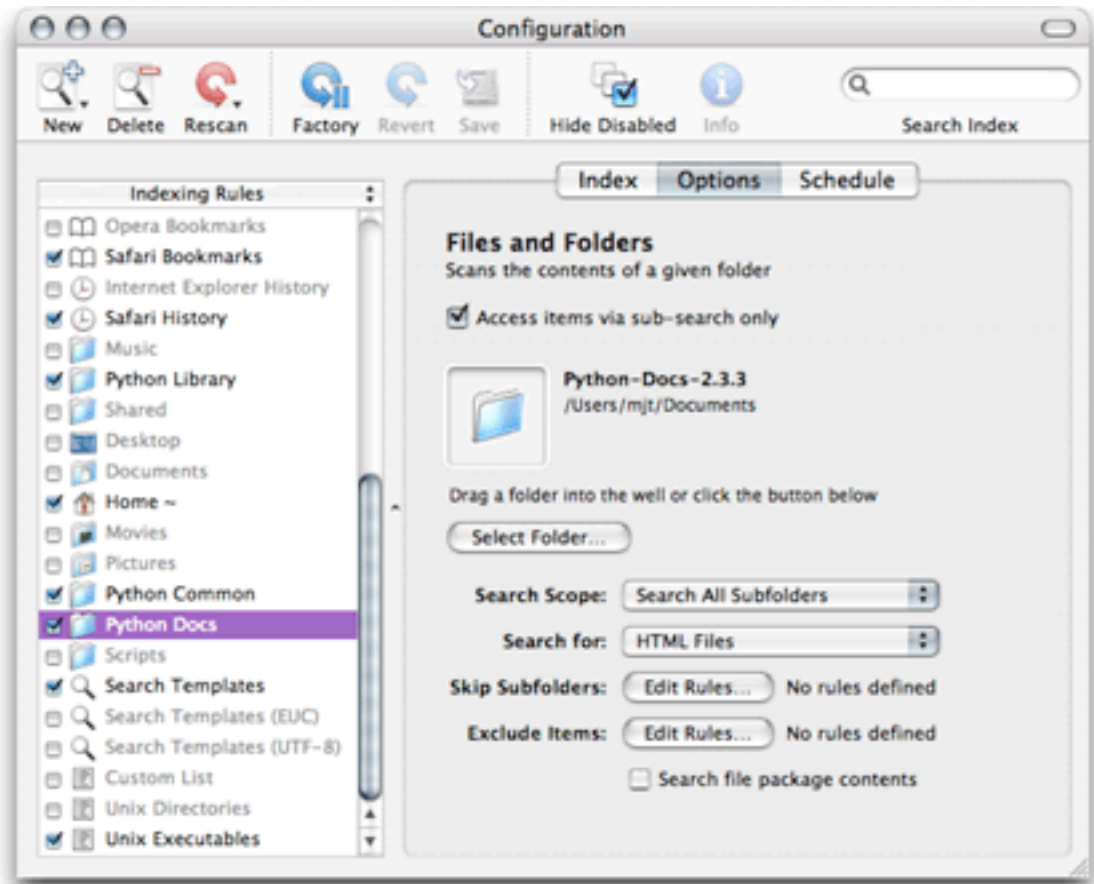 Configuration
New Delete Rescan Factory Revert Save Hide Disabled Info Search Index
Index Options Schedule
Indexing Rules
Opera Bookmarks
Safari Bookmarks
Internet Explorer History
Safari History
Music
Python Library
Shared
Desktop
Documents
Home ~
Movies
Pictures
Python Common
Python Docs
Scripts
Search Templates
Search Templates (EUC)
Search Templates (UTF-8)
Custom List
Unix Directories
Unix Executables
Files and Folders
Scans the contents of a given folder
Access items via sub-search only
Python-Docs-2.3.3
/Users/mjt/Documents
Drag a folder into the well or click the button below
Select Folder...
Search Scope: Search All Subfolders
Search for: HTML Files
Skip Subfolders: Edit Rules... No rules defined
Exclude Items: Edit Rules... No rules defined
Search file package contents